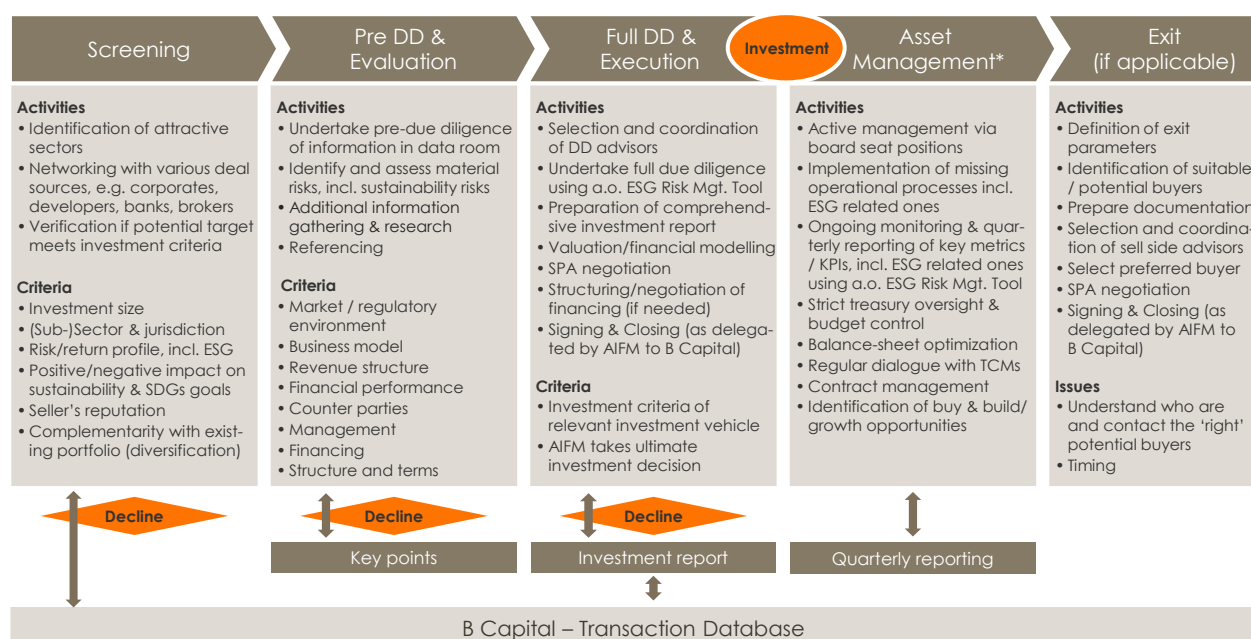 Screening
Pre DD &
Evaluation
Full DD &
Execution
Investment
Asset
Management*
Exit
(if applicable)
Activities
• Identification of attractive
sectors
• Networking with various deal
sources, e.g. corporates,
developers, banks, brokers
• Verification if potential target
meets investment criteria
Criteria
• Investment size
• (Sub-)Sector & jurisdiction
• Risk/return profile, incl. ESG
• Positive/negative impact on
sustainability & SDGs goals
• Seller's reputation
• Complementarity with exist-
ing portfolio (diversification)
Activities
• Undertake pre-due diligence
of information in data room
• Identify and assess material
risks, incl. sustainability risks
• Additional information
gathering & research
• Referencing
Criteria
• Market / regulatory
environment
• Business model
• Revenue structure
• Financial performance
• Counter parties
• Management
• Financing
• Structure and terms
Activities
• Selection and coordination
of DD advisors
• Undertake full due diligence
using a.o. ESG Risk Mgt. Tool
• Preparation of comprehend-
sive investment report
• Valuation/financial modelling
• SPA negotiation
• Structuring/negotiation of
financing (if needed)
• Signing & Closing (as delega-
ted by AIFM to B Capital)
Criteria
• Investment criteria of
relevant investment vehicle
• AIFM takes ultimate
investment decision
Activities
• Active management via
board seat positions
• Implementation of missing
operational processes incl.
ESG related ones
• Ongoing monitoring & quar-
terly reporting of key metrics
/ KPIs, incl. ESG related ones
using a.o. ESG Risk Mgt. Tool
• Strict treasury oversight &
budget control
• Balance-sheet optimization
• Regular dialogue with TCMs
• Contract management
• Identification of buy & build/
growth opportunities
Activities
• Definition of exit
parameters
• Identification of suitable
/ potential buyers
• Prepare documentation
• Selection and coordina-
tion of sell side advisors
• Select preferred buyer
• SPA negotiation
• Signing & Closing (as
delegated by AIFM to
B Capital)
Issues
• Understand who are
and contact the 'right'
potential buyers
• Timing
Decline
Decline
Decline
Key points
Investment report
Quarterly reporting
B Capital – Transaction Database